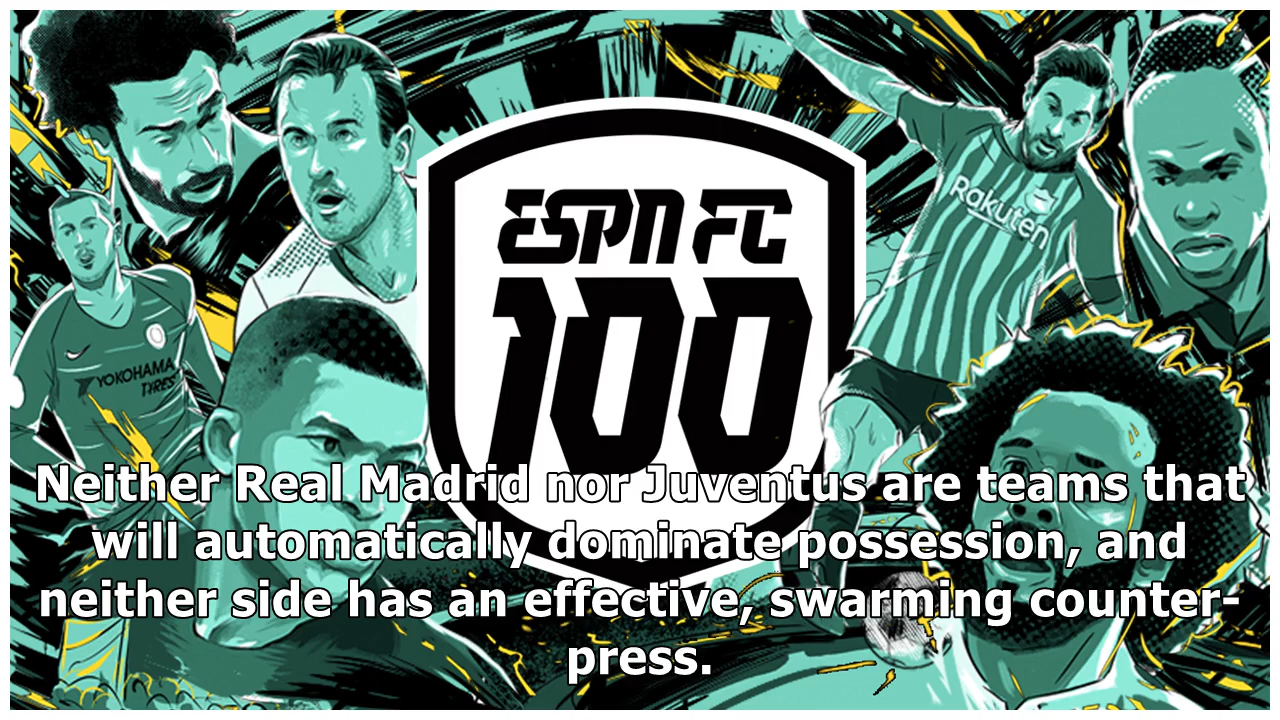 ESPN FC
100
Rakuten
YOKOHAMA
TYRES
Neither Real Madrid nor Juventus are teams that
will automatically dominate possession, and
neither side has an effective, swarming counter-
press.